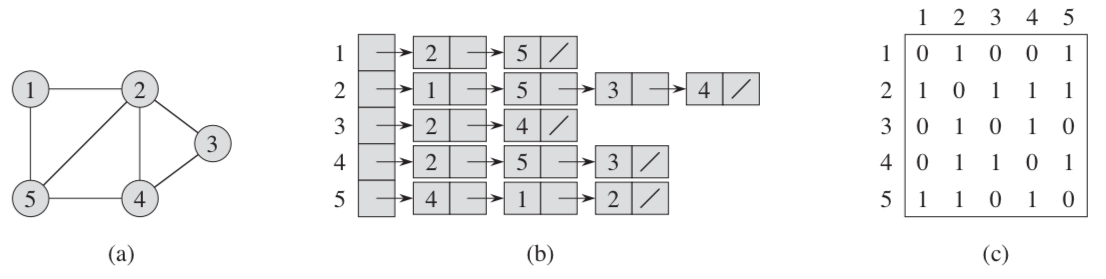 1 2
3
5 4
(a)
1 2 5 /
2 1 5 3 4 /
3 2 4 /
4 2 5 3 /
5 4 1 2 /
(b)
1 2 3 4 5
1 0 1 0 0 1
2 1 0 1 1 1
3 0 1 0 1 0
4 0 1 1 0 1
5 1 1 0 1 0
(c)